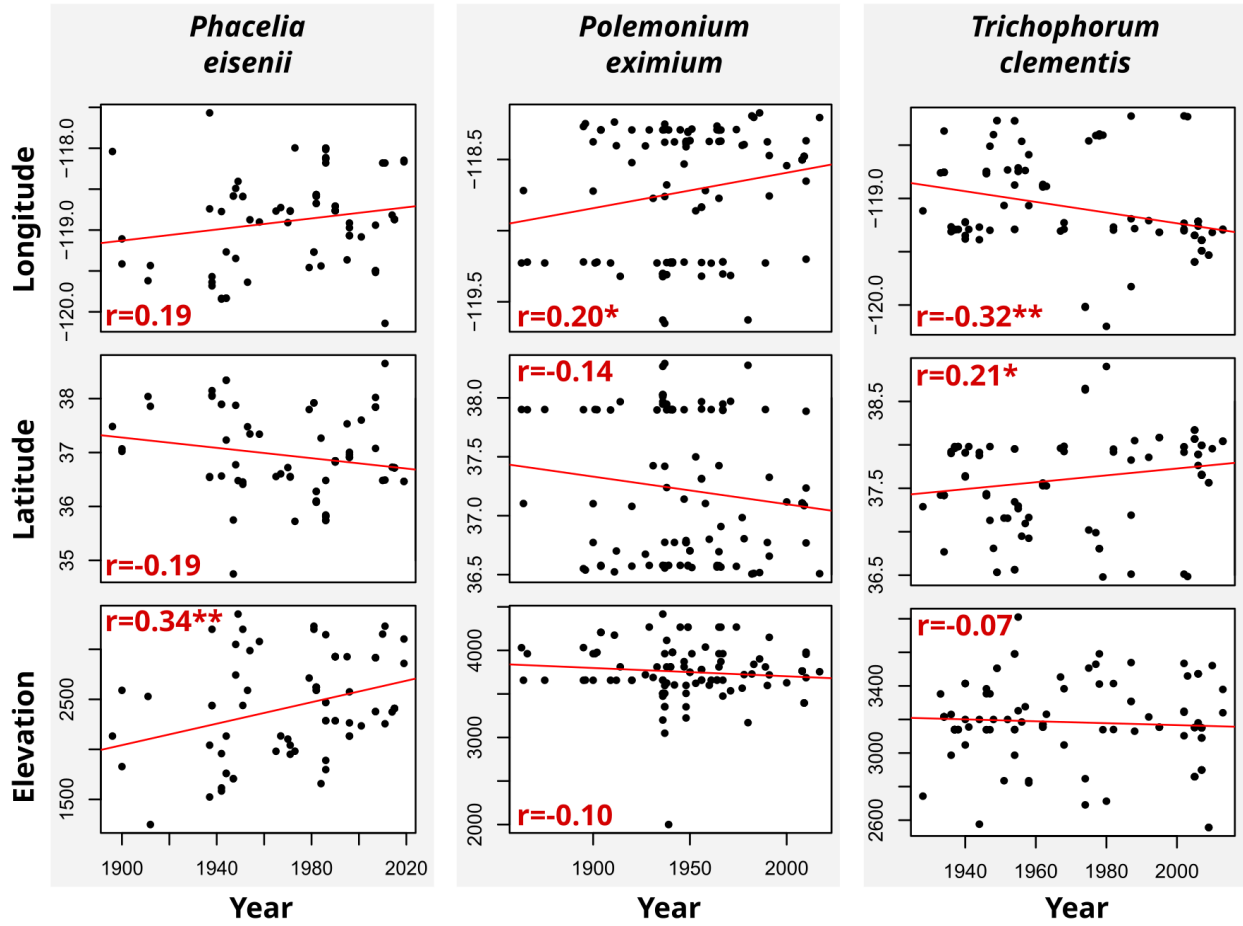 Phacelia
eisenii
Polemonium
eximium
Trichophorum
clementis
Longitude
−118.0
−119.0
−120.0
r=0.19
−118.5
−119.5
r=0.20*
−119.0
−120.0
r=-0.32**
Latitude
38
37
36
35
r=-0.19
38.0
37.5
37.0
36.5
r=-0.14
38.5
37.5
36.5
r=0.21*
Elevation
2500
1500
r=0.34**
4000
3000
2000
r=-0.10
3400
3000
2600
r=-0.07
1900 1940 1980 2020
1900 1950 2000
1940 1960 1980 2000
Year
Year
Year